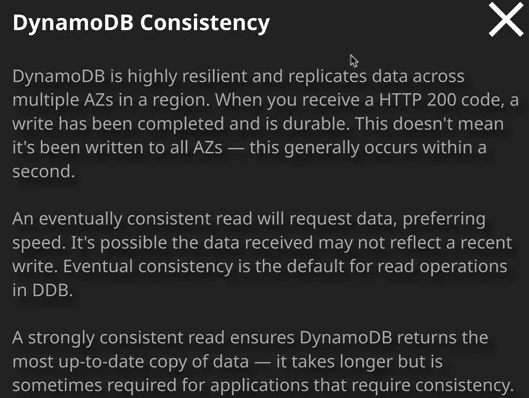 DynamoDB Consistency
DynamoDB is highly resilient and replicates data across
multiple AZs in a region. When you receive a HTTP 200 code, a
write has been completed and is durable. This doesn't mean
it's been written to all AZs — this generally occurs within a
second.
An eventually consistent read will request data, preferring
speed. It's possible the data received may not reflect a recent
write. Eventual consistency is the default for read operations
in DDB.
A strongly consistent read ensures DynamoDB returns the
most up-to-date copy of data — it takes longer but is
sometimes required for applications that require consistency.